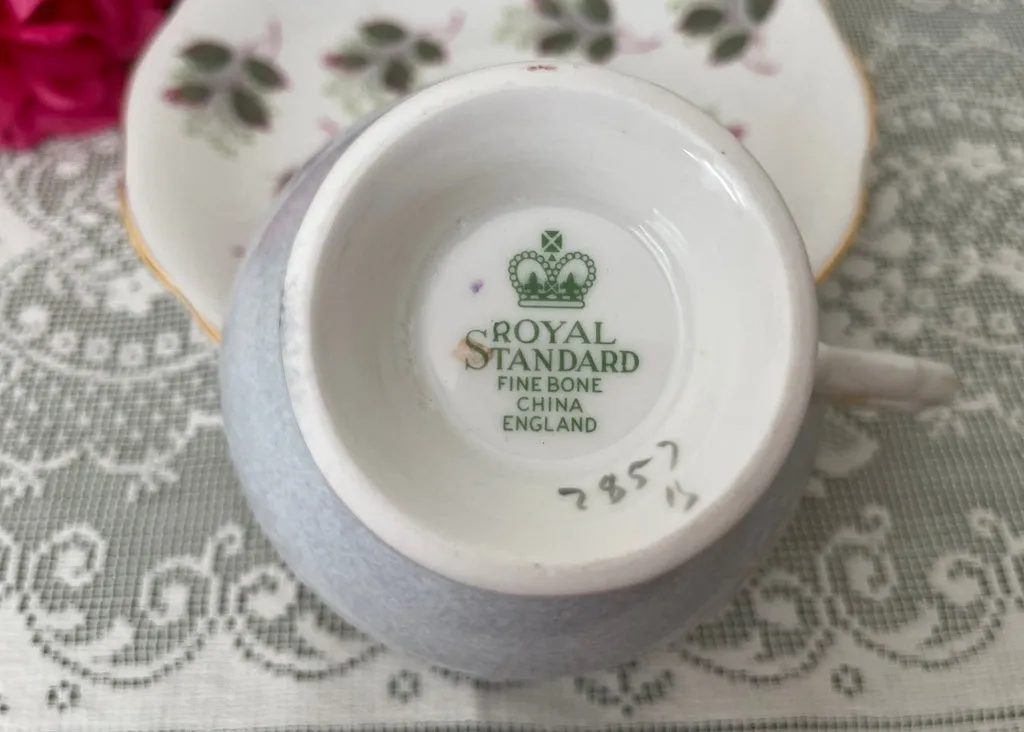 ROYAL
STANDARD
FINE BONE
CHINA
ENGLAND
2857
B